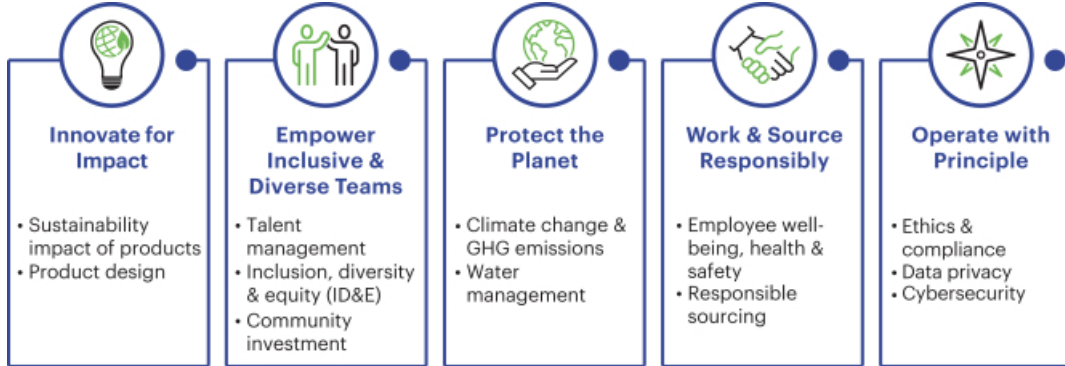 Innovate for
Impact
• Sustainability
impact of products
• Product design
Empower
Inclusive &
Diverse Teams
• Talent
management
• Inclusion, diversity
& equity (ID&E)
• Community
investment
Protect the
Planet
• Climate change &
GHG emissions
• Water
management
Work & Source
Responsibly
• Employee well-
being, health &
safety
• Responsible
sourcing
Operate with
Principle
• Ethics &
compliance
• Data privacy
• Cybersecurity